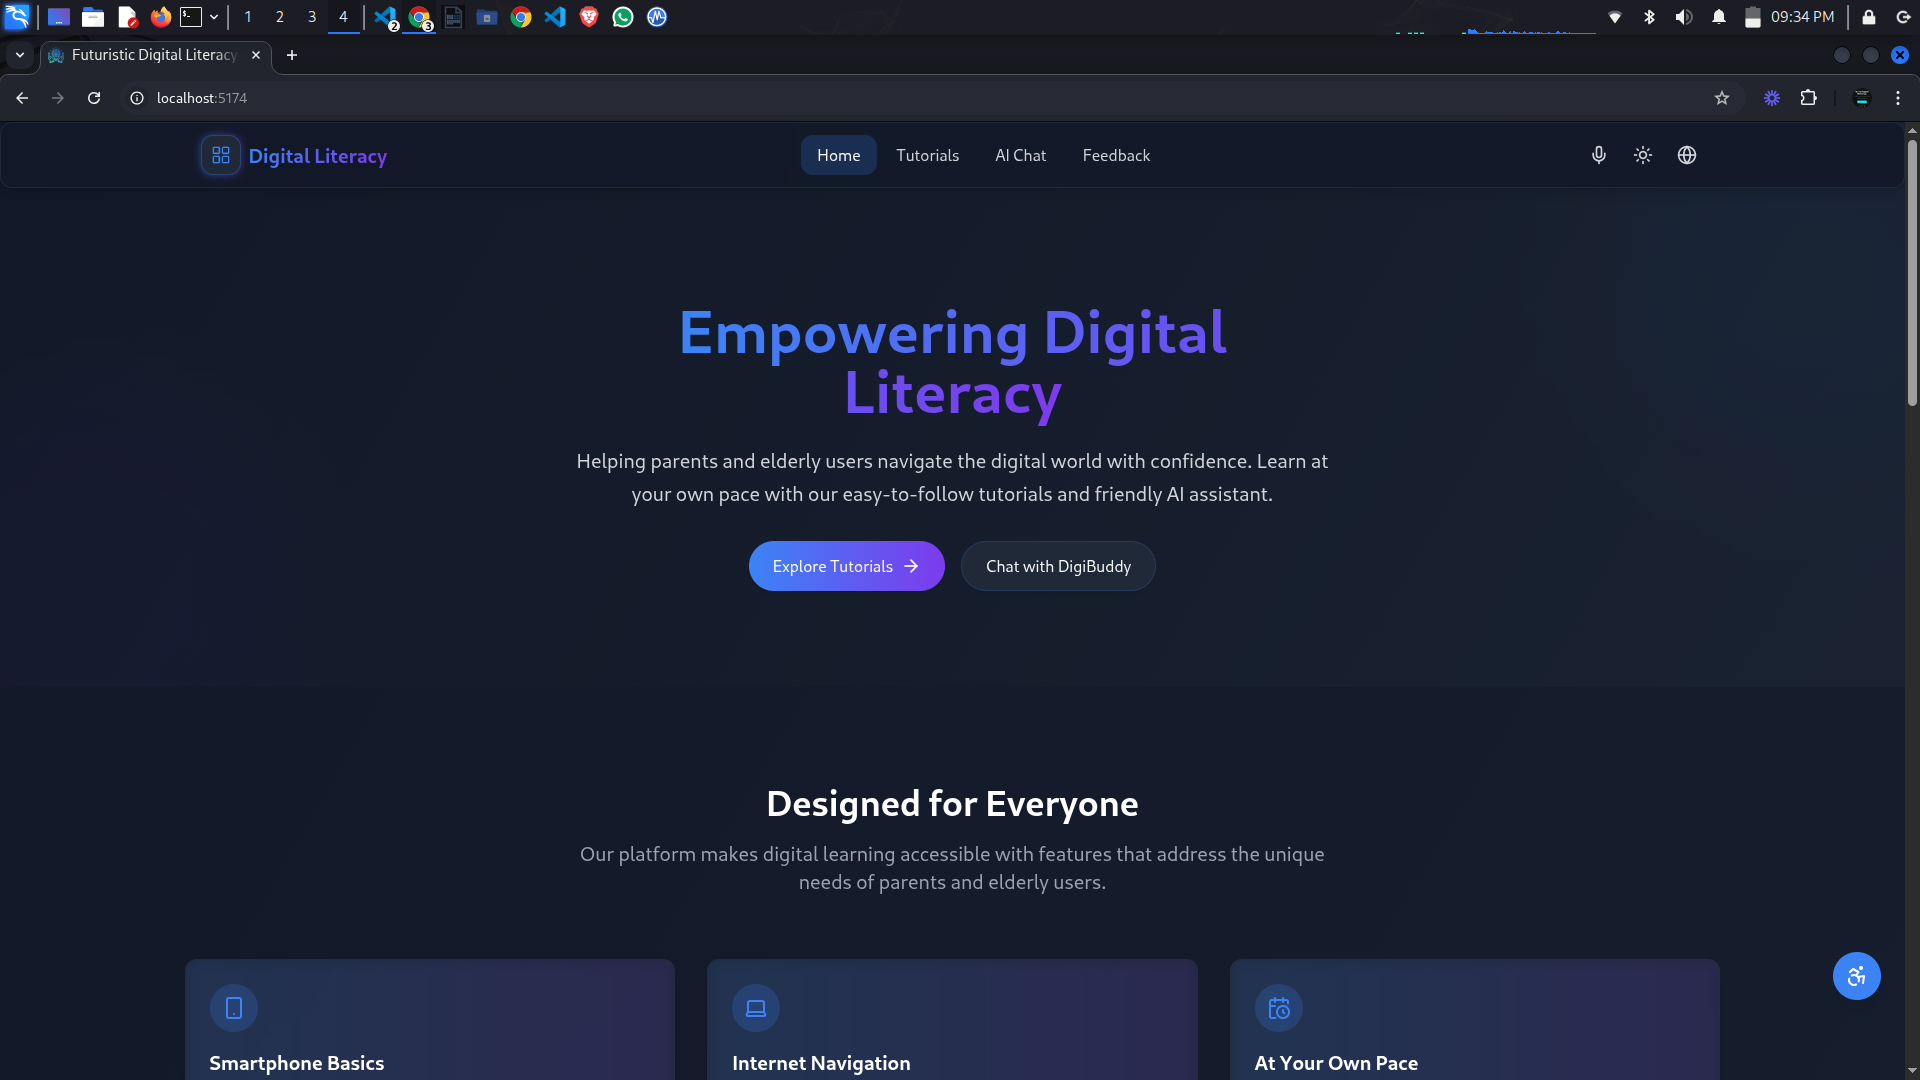 1 2 3 4 2 3 09:34 PM
Futuristic Digital Literacy
localhost:5174
Digital Literacy Home Tutorials AI Chat Feedback
Empowering Digital
Literacy
Helping parents and elderly users navigate the digital world with confidence. Learn at
your own pace with our easy-to-follow tutorials and friendly AI assistant.
Explore Tutorials → Chat with DigiBuddy
Designed for Everyone
Our platform makes digital learning accessible with features that address the unique
needs of parents and elderly users.
Smartphone Basics Internet Navigation At Your Own Pace